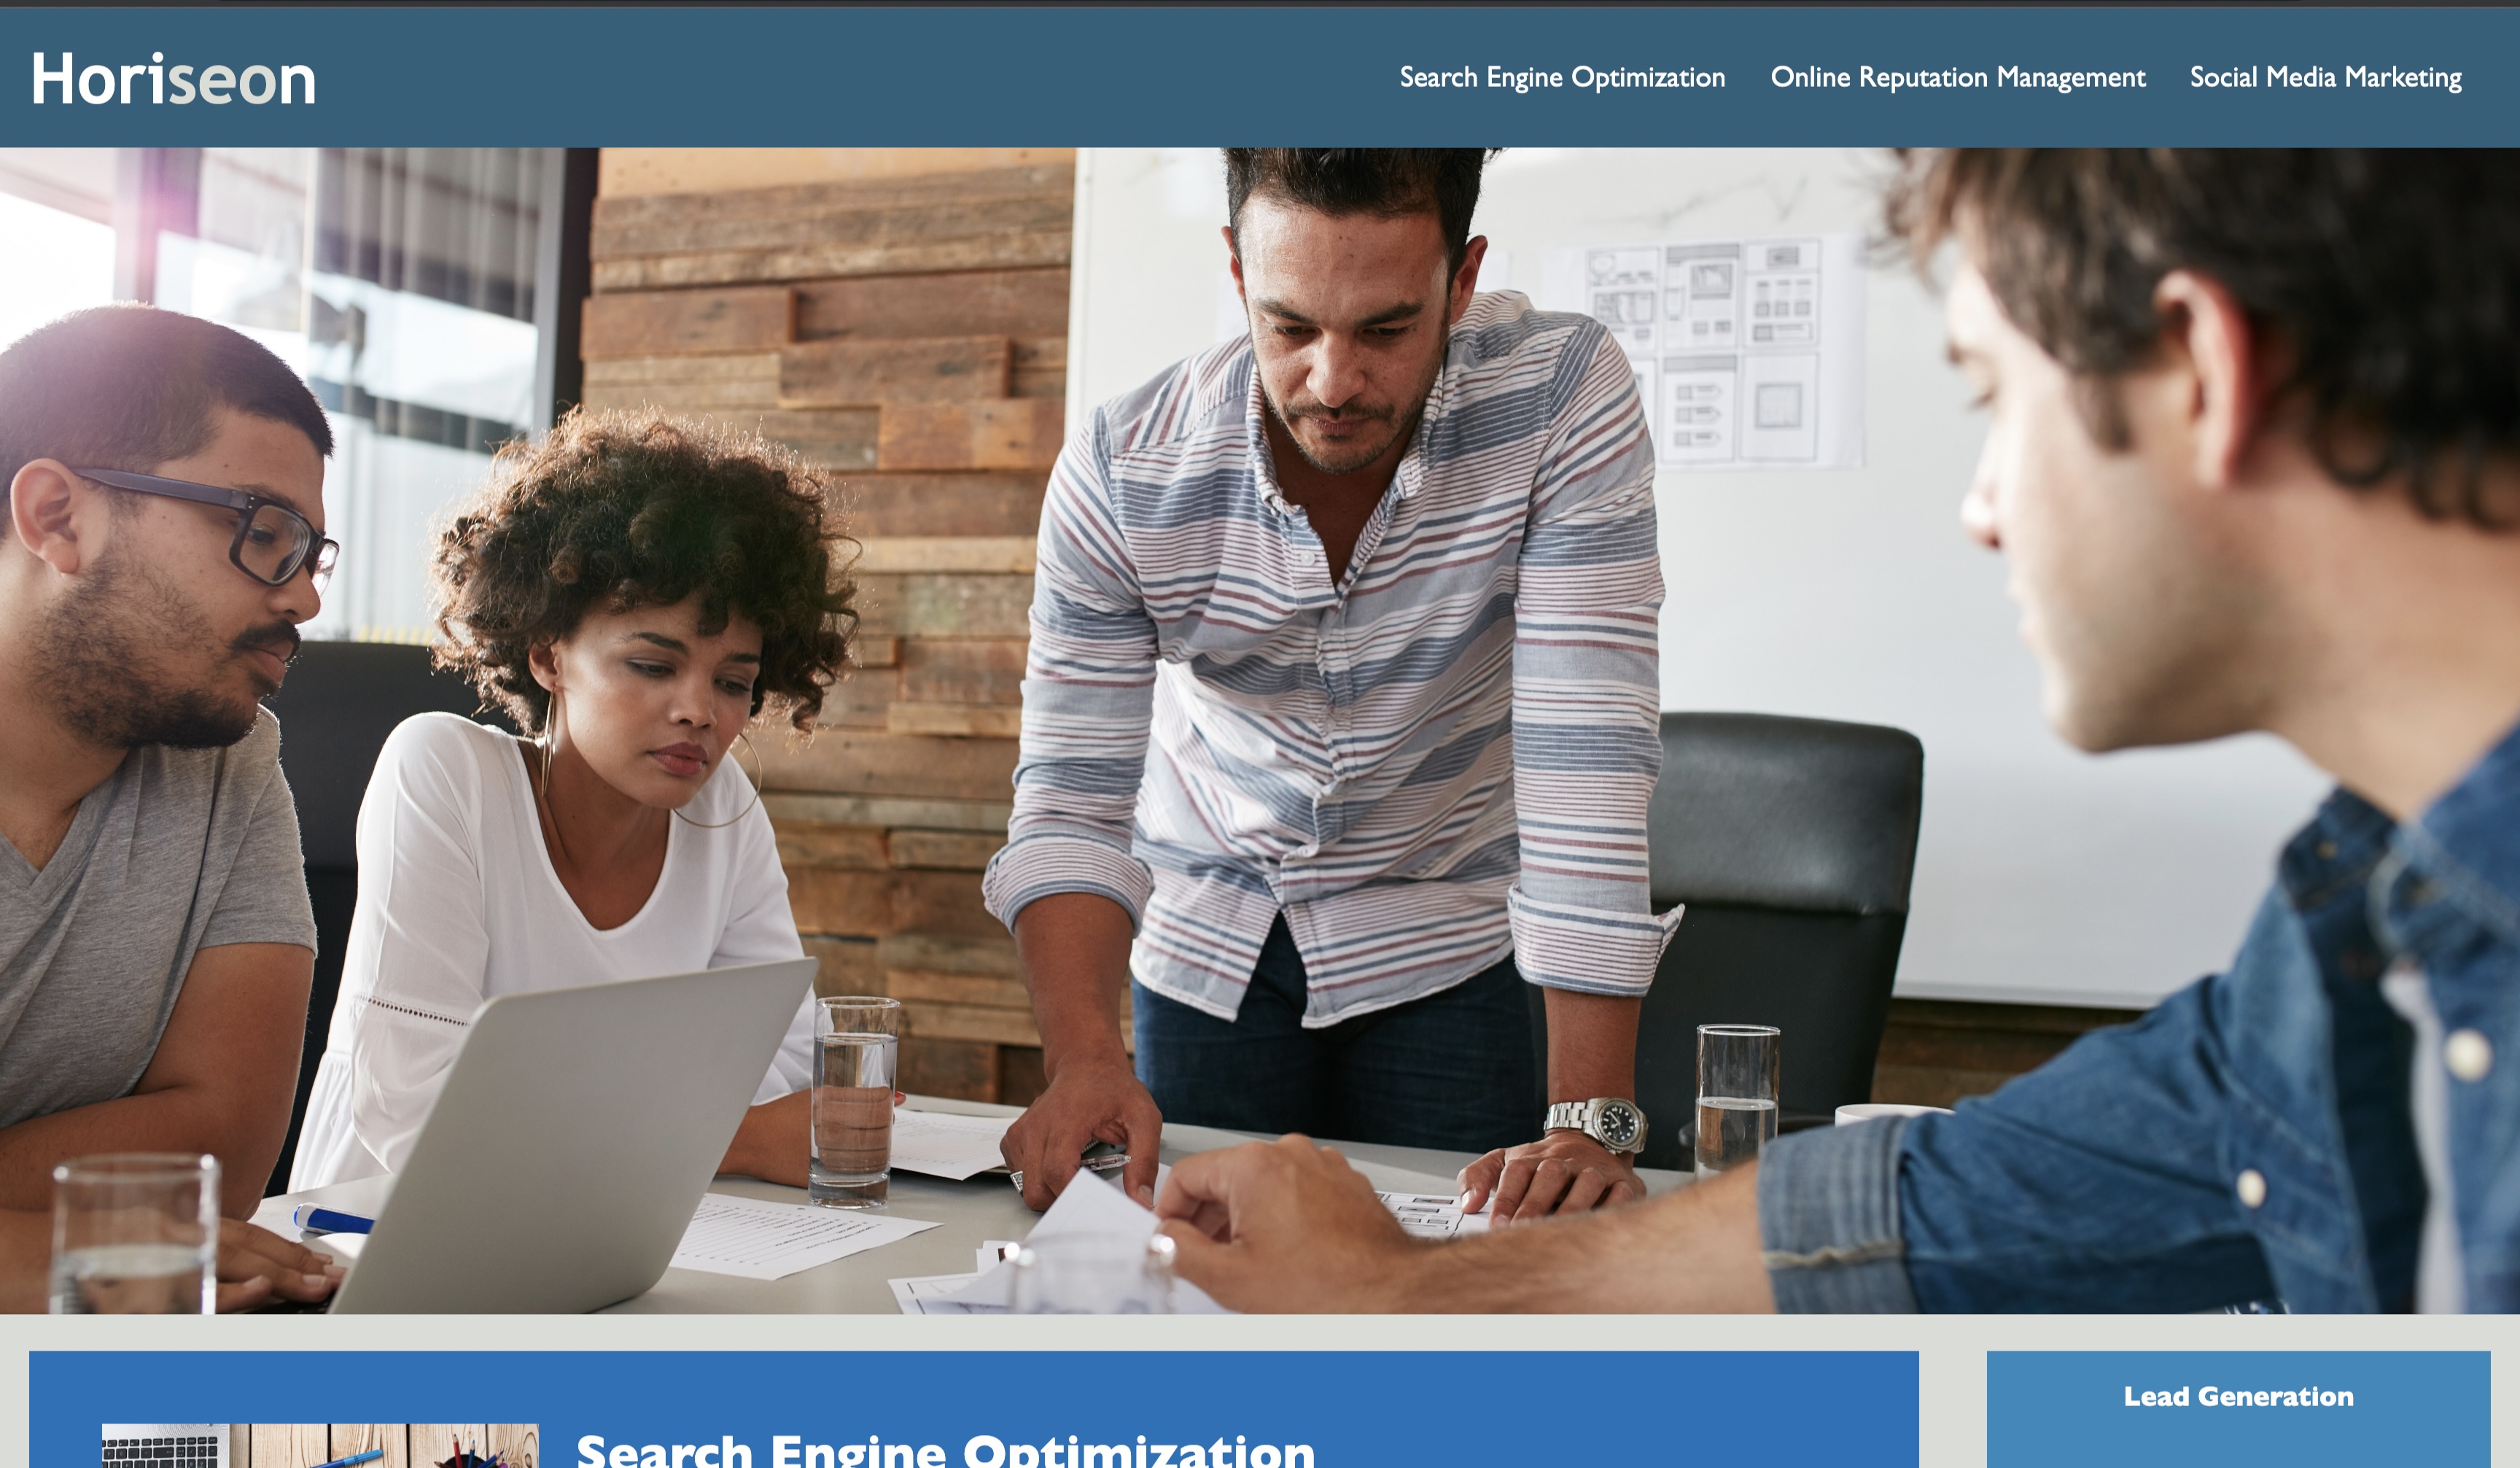 Horiseon
Search Engine Optimization Online Reputation Management Social Media Marketing
Search Engine Optimization
Lead Generation